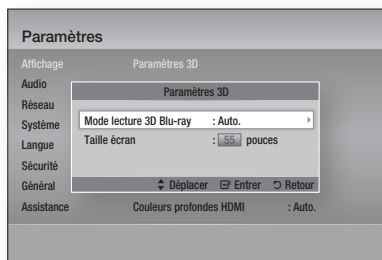 Paramètres
Affichage Paramètres 3D
Audio
Paramètres 3D
Réseau
Système
Mode lecture 3D Blu-ray : Auto.
Langue
Taille écran : 55 pouces
Sécurité
Général
Déplacer Entrer Retour
Assistance Couleurs profondes HDMI : Auto.